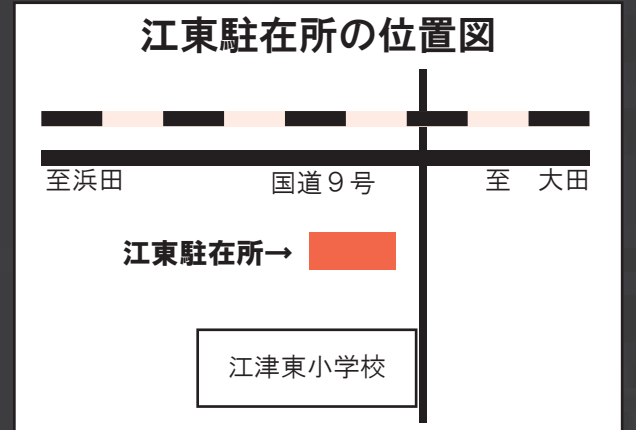 江東駐在所の位置図
至浜田 国道９号 至　大田
江東駐在所→
江津東小学校